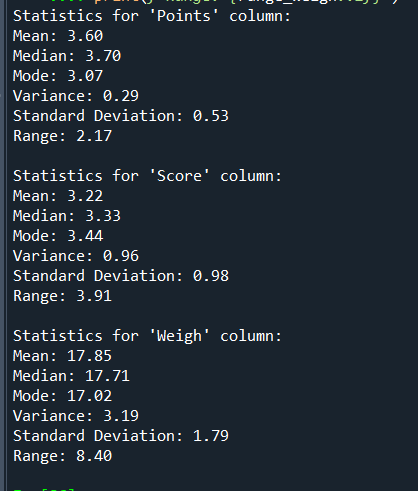 Statistics for 'Points' column:
Mean: 3.60
Median: 3.70
Mode: 3.07
Variance: 0.29
Standard Deviation: 0.53
Range: 2.17
Statistics for 'Score' column:
Mean: 3.22
Median: 3.33
Mode: 3.44
Variance: 0.96
Standard Deviation: 0.98
Range: 3.91
Statistics for 'Weigh' column:
Mean: 17.85
Median: 17.71
Mode: 17.02
Variance: 3.19
Standard Deviation: 1.79
Range: 8.40